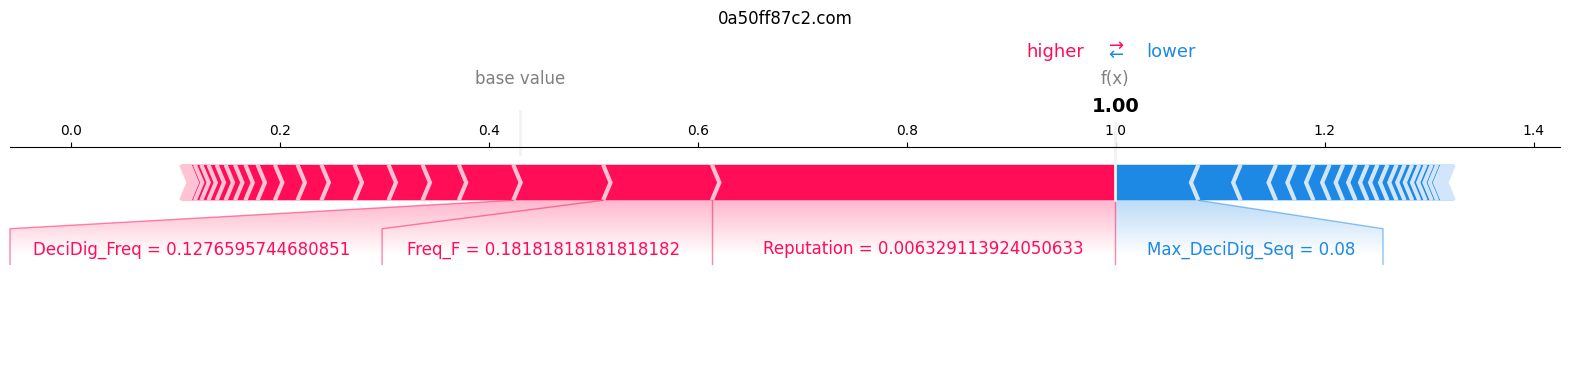 0a50ff87c2.com
higher ⇄ lower
base value f(x)
1.00
0.0 0.2 0.4 0.6 0.8 1.0 1.2 1.4
DeciDig_Freq = 0.1276595744680851 Freq_F = 0.18181818181818182 Reputation = 0.006329113924050633 Max_DeciDig_Seq = 0.08